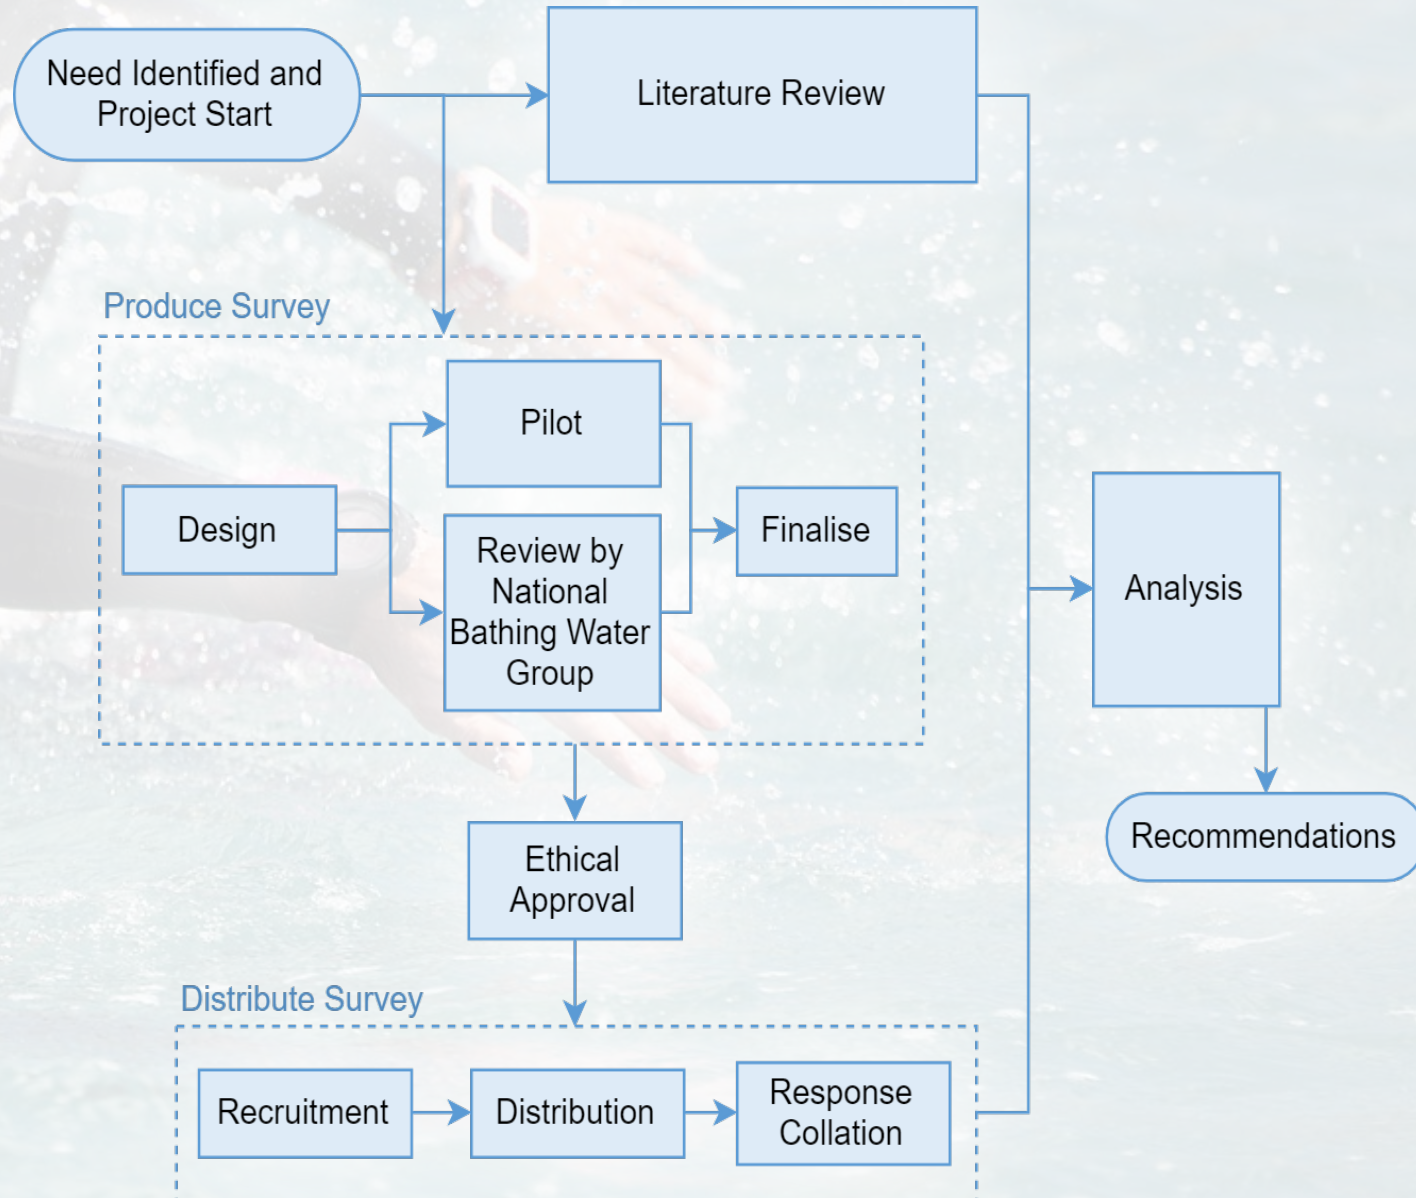 Need Identified and
Project Start
Literature Review
Produce Survey
Pilot
Design
Review by
National
Bathing Water
Group
Finalise
Analysis
Recommendations
Ethical
Approval
Distribute Survey
Recruitment
Distribution
Response
Collation